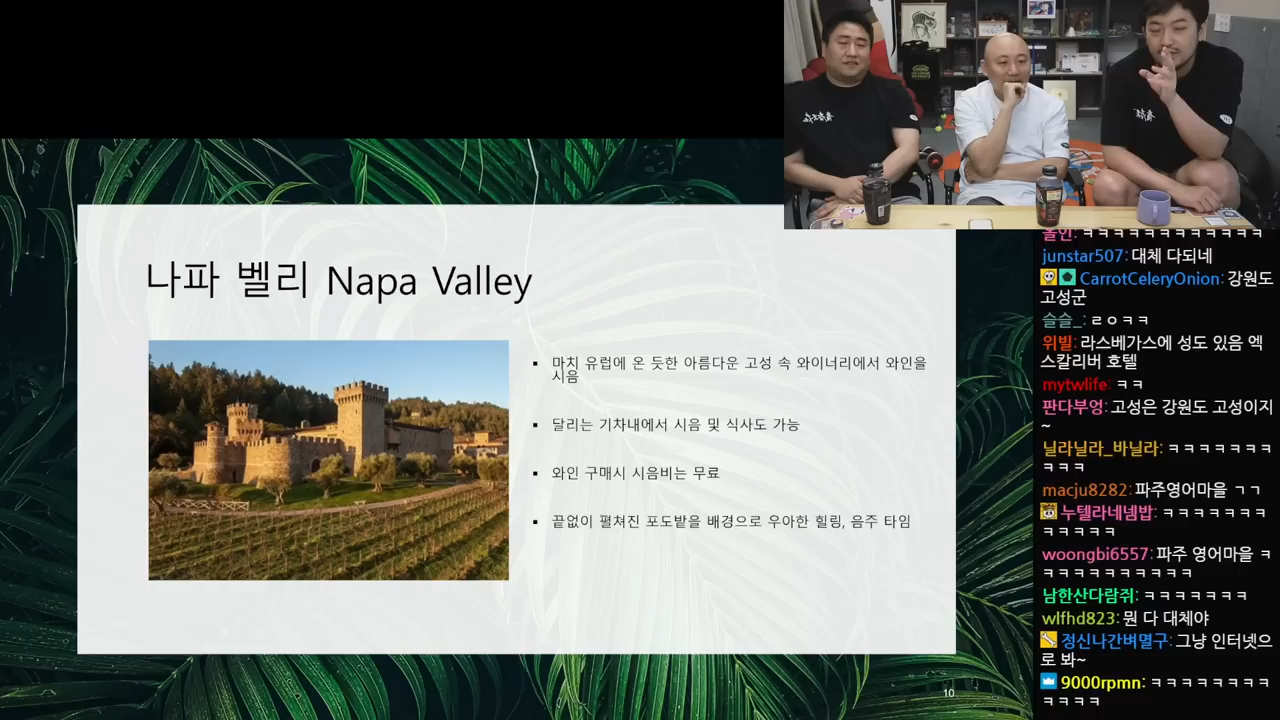 나파 벨리 Napa Valley
마치 유럽에 온 듯한 아름다운 고성 속 와이너리에서 와인을
시음
달리는 기차내에서 시음 및 식사도 가능
와인 구매시 시음비는 무료
끝없이 펼쳐진 포도밭을 배경으로 우아한 힐링, 음주 타임
10
올인: ㅋㅋㅋㅋㅋㅋㅋㅋㅋㅋㅋㅋ
junstar507: 대체 다되네
CarrotCeleryOnion: 강원도
고성군
슬슬_: ㄹㅇㅋㅋ
위빌: 라스베가스에 성도 있음 엑
스칼리버 호텔
mytwlife: ㅋㅋ
판다부엉: 고성은 강원도 고성이지
~
닐라닐라_바닐라: ㅋㅋㅋㅋㅋㅋㅋ
ㅋㅋㅋ
macju8282: 파주영어마을 ㄱㄱ
누텔라네넴밥: ㅋㅋㅋㅋㅋㅋㅋ
ㅋㅋㅋㅋㅋ
woongbi6557: 파주 영어마을 ㅋ
ㅋㅋㅋㅋㅋㅋㅋㅋㅋㅋ
남한산다람쥐: ㅋㅋㅋㅋㅋㅋㅋ
wlfhd823: 뭔 다 대체야
정신나간벼멸구: 그냥 인터넷으
로 봐~
9000rpmn: ㅋㅋㅋㅋㅋㅋㅋㅋ
ㅋㅋㅋㅋ